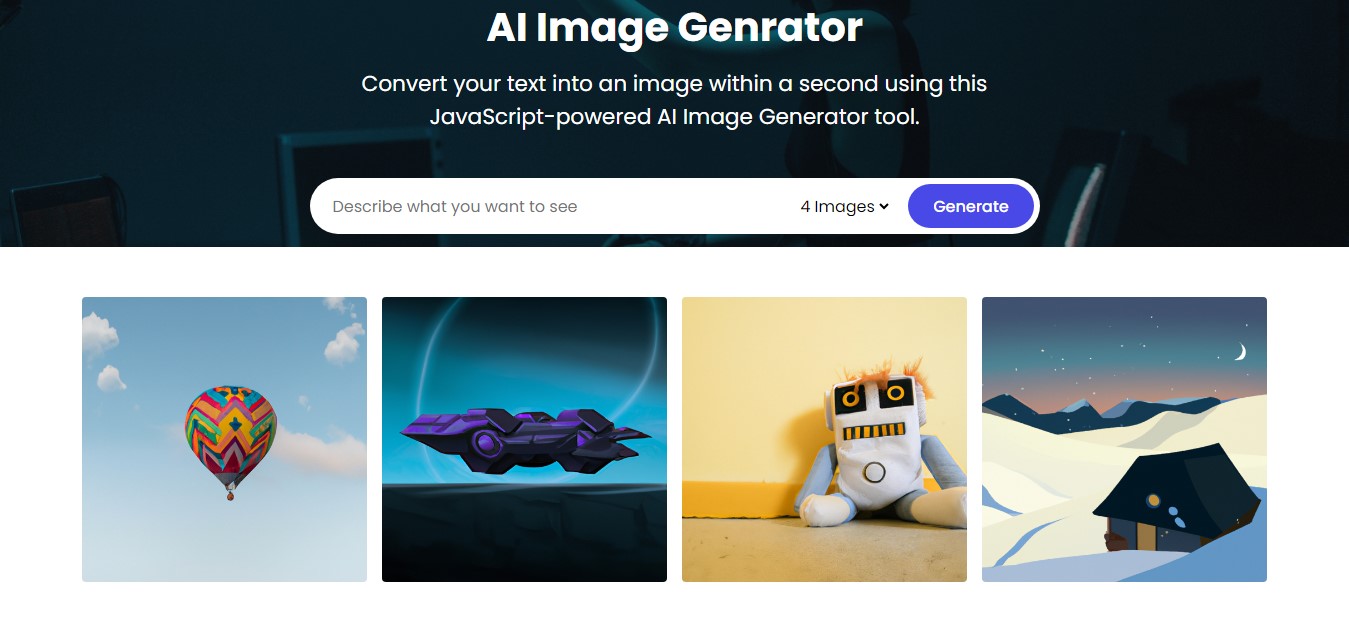 AI Image Genrator
Convert your text into an image within a second using this
JavaScript-powered AI Image Generator tool.
Describe what you want to see
4 Images
Generate